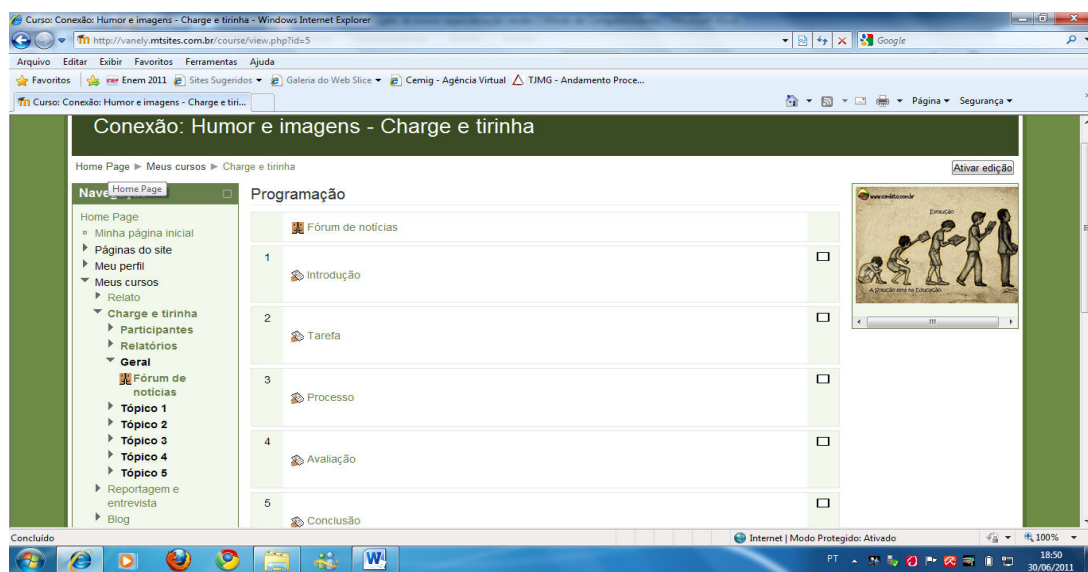 Curso: Conexão: Humor e imagens - Charge e tirinha - Windows Internet Explorer
http://vanely.mtsites.com.br/course/view.php?id=5
Google
Arquivo Editar Exibir Favoritos Ferramentas Ajuda
Favoritos Enem 2011 Sites Sugeridos Galeria do Web Slice Cemig - Agência Virtual TJMG - Andamento Proce...
Curso: Conexão: Humor e imagens - Charge e tiri...
Página Segurança
Conexão: Humor e imagens - Charge e tirinha
Home Page Meus cursos Charge e tirinha
Ativar edição
Home Page
Home Page
Minha página inicial
Páginas do site
Meu perfil
Meus cursos
Relato
Charge e tirinha
Participantes
Relatórios
Geral
Fórum de notícias
Tópico 1
Tópico 2
Tópico 3
Tópico 4
Tópico 5
Reportagem e
entrevista
Blog
Programação
Fórum de notícias
1
Introdução
2
Tarefa
3
Processo
4
Avaliação
5
Conclusão
Evolução
A Solução está na Educação.
Concluído
Internet | Modo Protegido: Ativado
100%
PT
18:50
30/06/2011